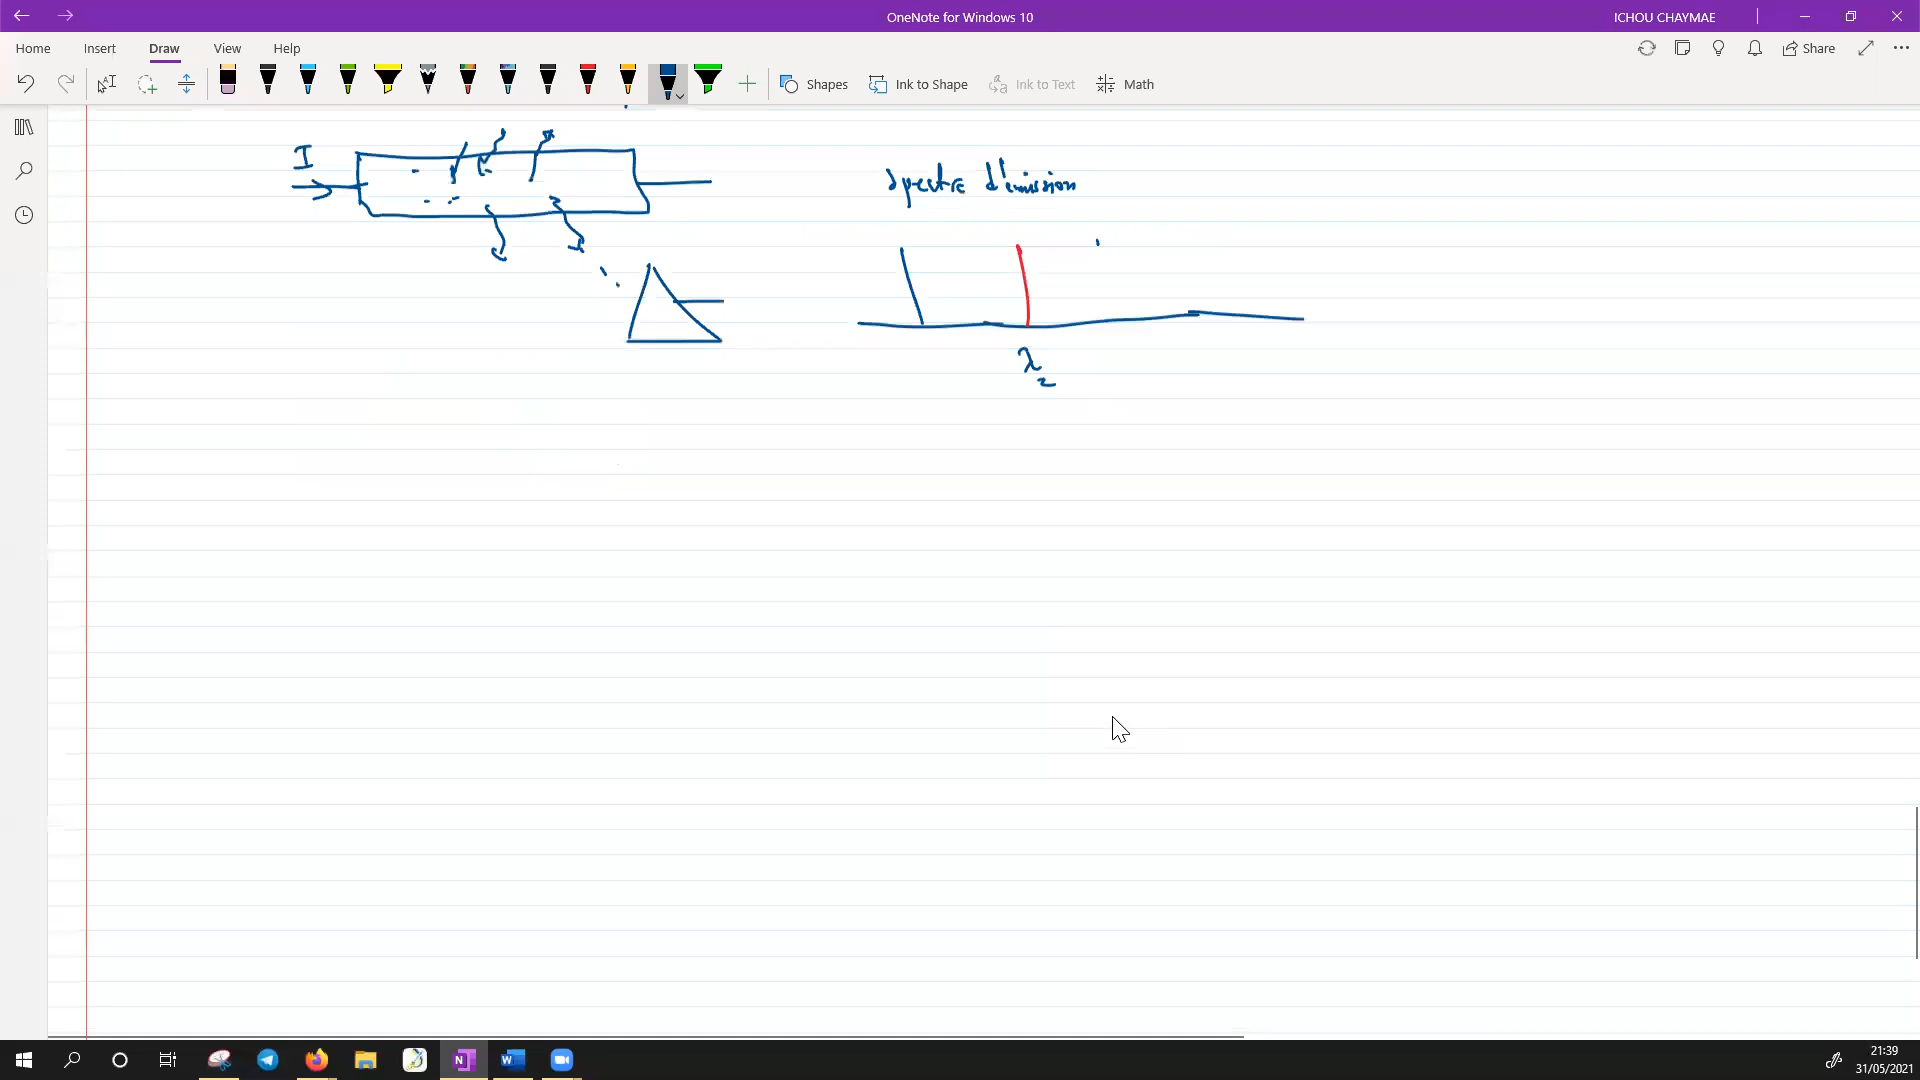 OneNote for Windows 10
ICHOU CHAYMAE
Home Insert Draw View Help
Share
Shapes
Ink to Shape
Ink to Text
Math
I
Spectre d'émission
λ2
21:39
31/05/2021